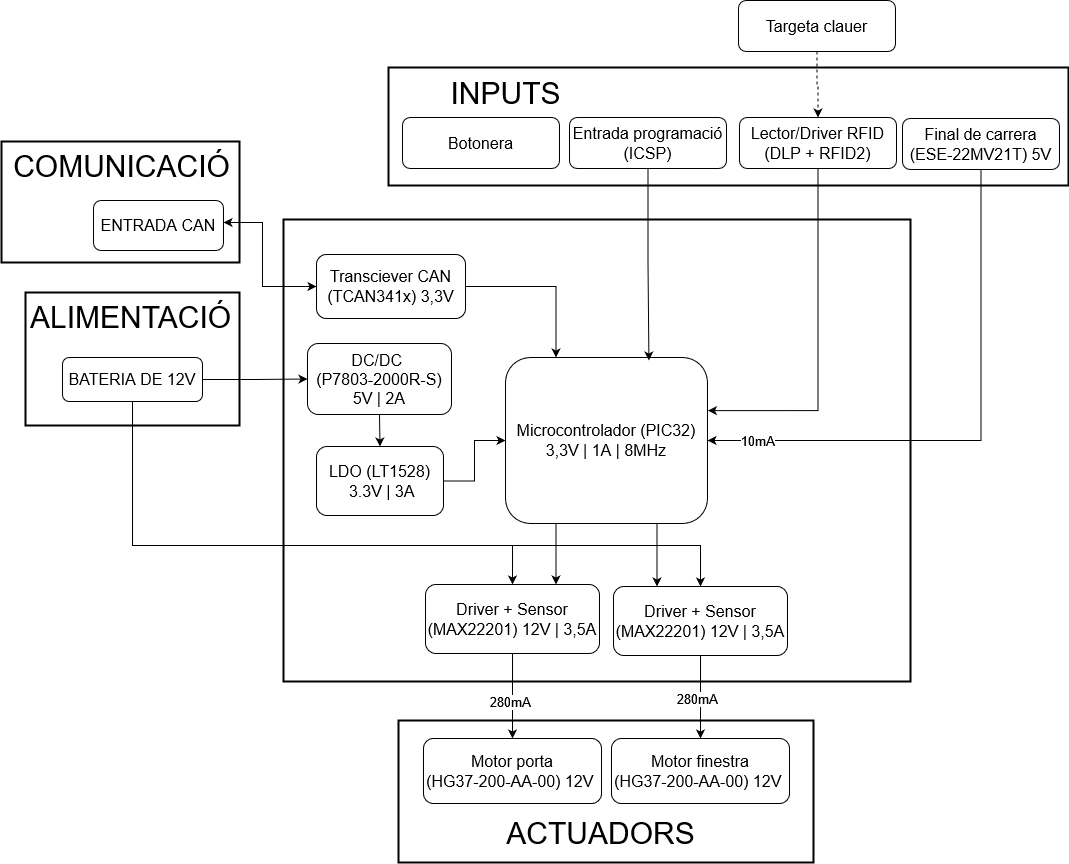 Targeta clauer
INPUTS
Botonera
Entrada programació
(ICSP)
Lector/Driver RFID
(DLP + RFID2)
Final de carrera
(ESE-22MV21T) 5V
COMUNICACIÓ
ENTRADA CAN
Transciever CAN
(TCAN341x) 3,3V
ALIMENTACIÓ
BATERIA DE 12V
DC/DC
(P7803-2000R-S)
5V | 2A
LDO (LT1528)
3.3V | 3A
Microcontrolador (PIC32)
3,3V | 1A | 8MHz
10mA
Driver + Sensor
(MAX22201) 12V | 3,5A
Driver + Sensor
(MAX22201) 12V | 3,5A
280mA
280mA
Motor porta
(HG37-200-AA-00) 12V
Motor finestra
(HG37-200-AA-00) 12V
ACTUADORS